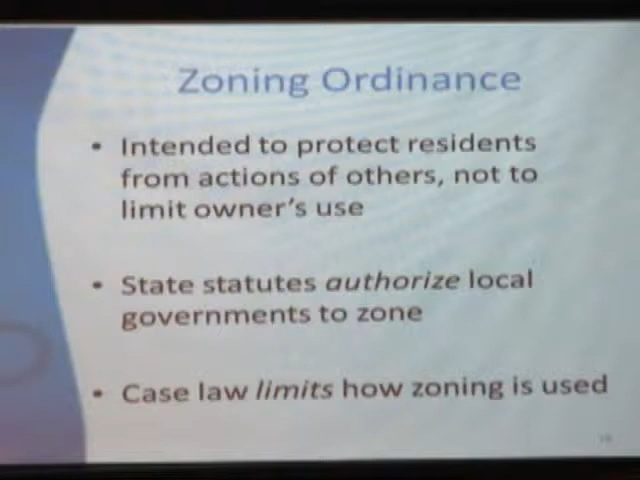 Zoning Ordinance
• Intended to protect residents
from actions of others, not to
limit owner's use
• State statutes authorize local
governments to zone
• Case law limits how zoning is used